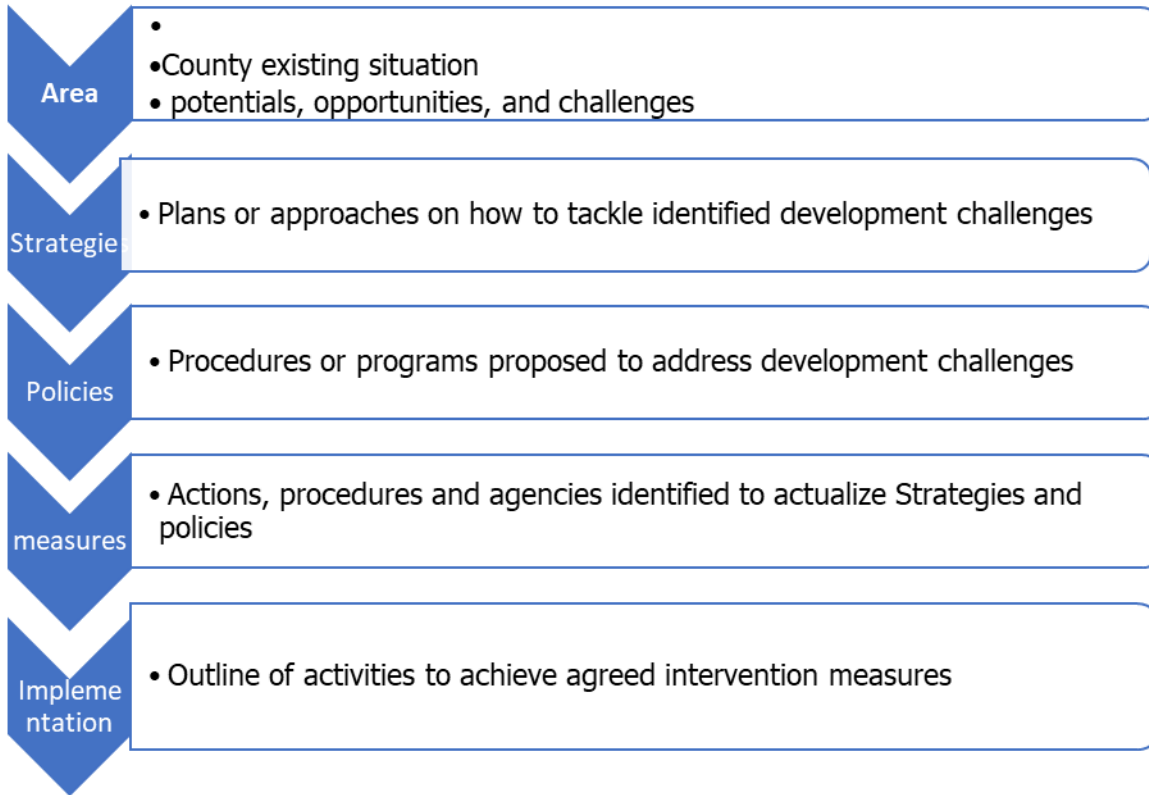 Area
•
•County existing situation
• potentials, opportunities, and challenges
Strategies
• Plans or approaches on how to tackle identified development challenges
Policies
• Procedures or programs proposed to address development challenges
measures
• Actions, procedures and agencies identified to actualize Strategies and
policies
Impleme
ntation
• Outline of activities to achieve agreed intervention measures